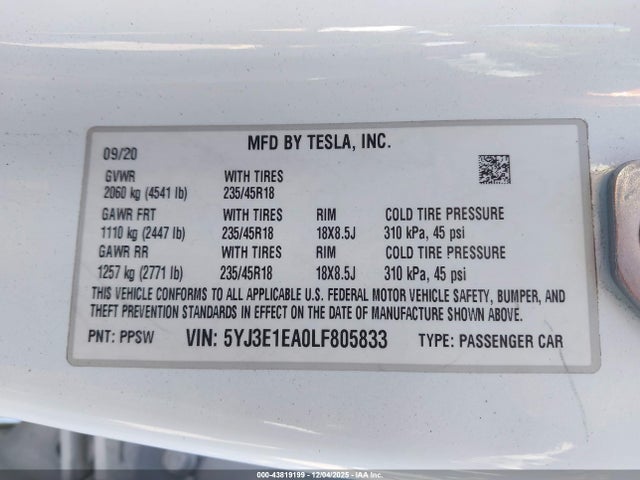 MFD BY TESLA, INC.
09/20
GVWR WITH TIRES
2060 kg (4541 lb) 235/45R18
GAWR FRT WITH TIRES RIM COLD TIRE PRESSURE
1110 kg (2447 lb) 235/45R18 18X8.5J 310 kPa, 45 psi
GAWR RR WITH TIRES RIM COLD TIRE PRESSURE
1257 kg (2771 lb) 235/45R18 18X8.5J 310 kPa, 45 psi
THIS VEHICLE CONFORMS TO ALL APPLICABLE U.S. FEDERAL MOTOR VEHICLE SAFETY, BUMPER, AND
THEFT PREVENTION STANDARDS IN EFFECT ON THE DATE OF MANUFACTURE SHOWN ABOVE.
PNT: PPSW VIN: 5YJ3E1EA0LF805833 TYPE: PASSENGER CAR
000-43819199 - 12/04/2025 - IAA Inc.